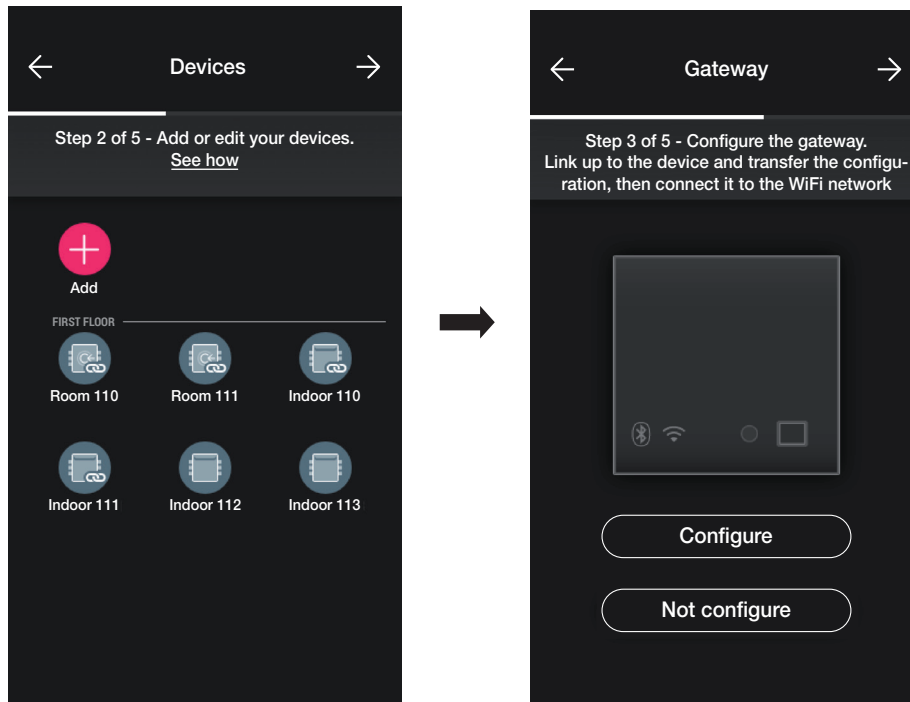 Devices
Step 2 of 5 - Add or edit your devices.
See how
Add
FIRST FLOOR
Room 110
Room 111
Indoor 110
Indoor 111
Indoor 112
Indoor 113
Gateway
Step 3 of 5 - Configure the gateway.
Link up to the device and transfer the configu-
ration, then connect it to the WiFi network
Configure
Not configure